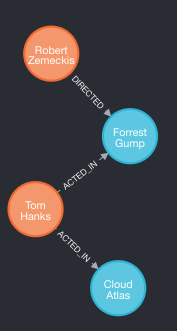 Robert
Zemeckis
DIRECTED
Forrest
Gump
ACTED_IN
Tom
Hanks
ACTED_IN
Cloud
Atlas